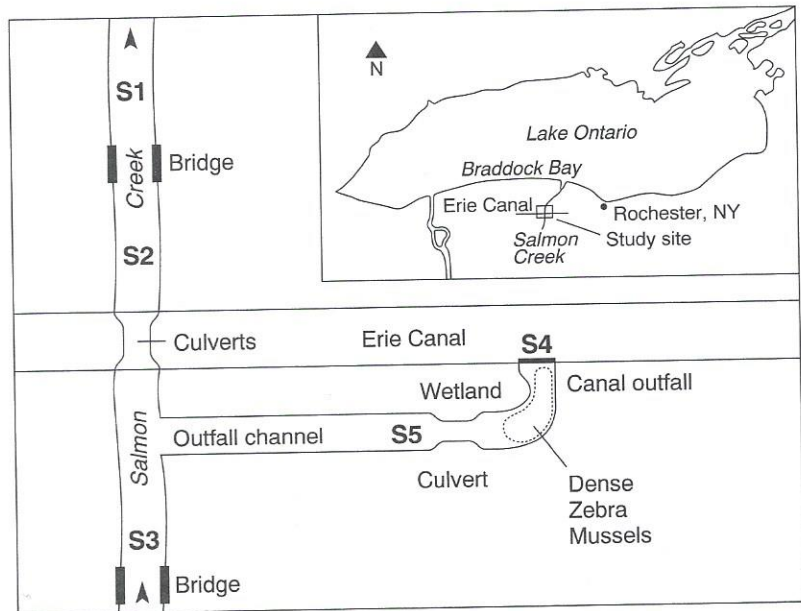 S1
Creek
Bridge
S2
Culverts
Erie Canal
S4
Wetland
Canal outfall
Salmon
Outfall channel
S5
Culvert
Dense
Zebra
Mussels
S3
Bridge
N
Lake Ontario
Braddock Bay
Erie Canal
Rochester, NY
Salmon
Creek
Study site